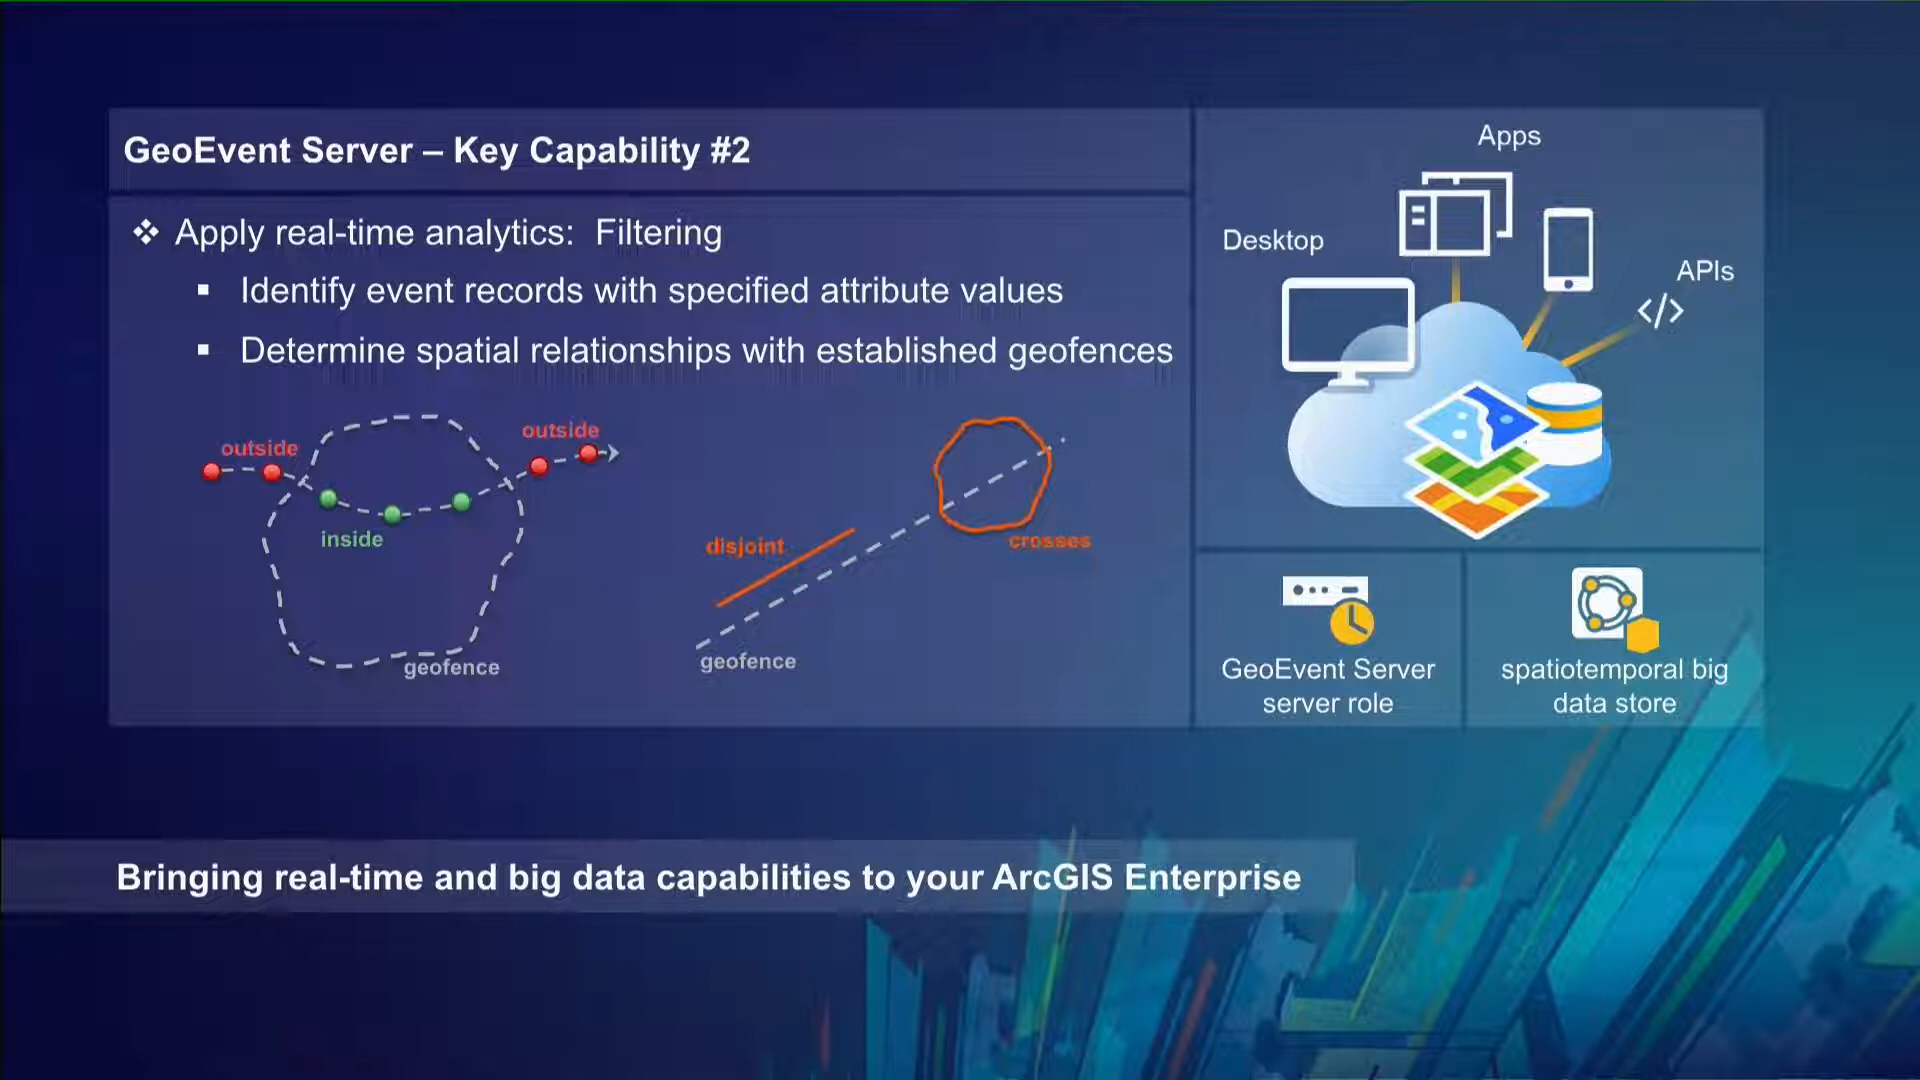 GeoEvent Server – Key Capability #2
❖ Apply real-time analytics:  Filtering
▪ Identify event records with specified attribute values
▪ Determine spatial relationships with established geofences
outside
outside
inside
geofence
disjoint
crosses
geofence
Apps
Desktop
APIs
</>
GeoEvent Server
server role
spatiotemporal big
data store
Bringing real-time and big data capabilities to your ArcGIS Enterprise